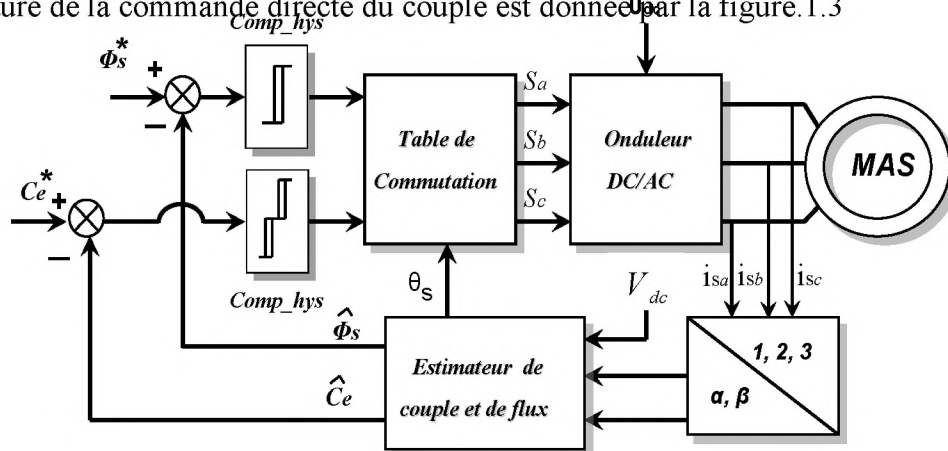 ture de la commande directe du couple est donnée par la figure.1.3
Comp_hys
Φs*
+
−
Sa
Table de
Commutation
Sb
Onduleur
DC/AC
MAS
Ce*
+
−
Sc
θs
Comp_hys
Vdc
isa isb isc
Φ̂s
Estimateur de
couple et de flux
1, 2, 3
α, β
Ĉe